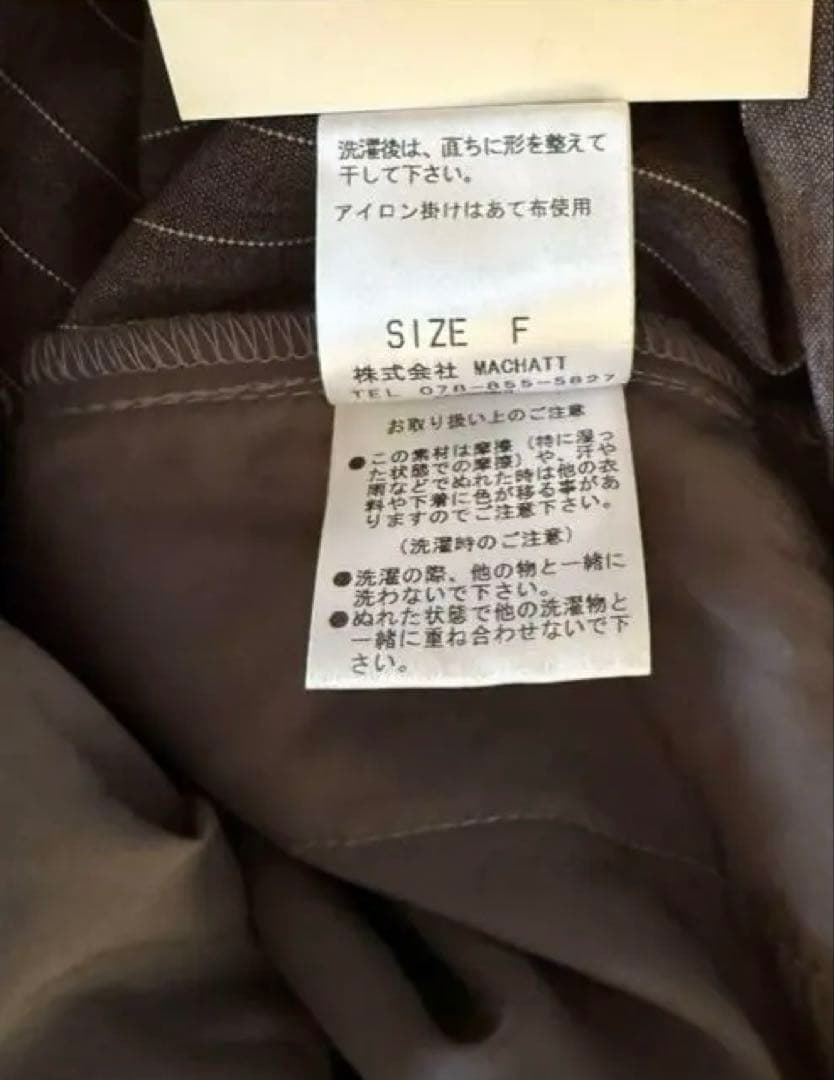 洗濯後は、直ちに形を整えて
干して下さい。
アイロン掛けはあて布使用
SIZE F
株式会社 MACHATT
TEL 078-855-5827
お取り扱い上のご注意
●この素材は摩擦（特に湿っ
た状態での摩擦）や、汗や
雨などでぬれた時は他の衣
料や下着に色が移る事があ
りますのでご注意下さい。
（洗濯時のご注意）
●洗濯の際、他の物と一緒に
洗わないで下さい。
●ぬれた状態で他の洗濯物と
一緒に重ね合わせないで下
さい。